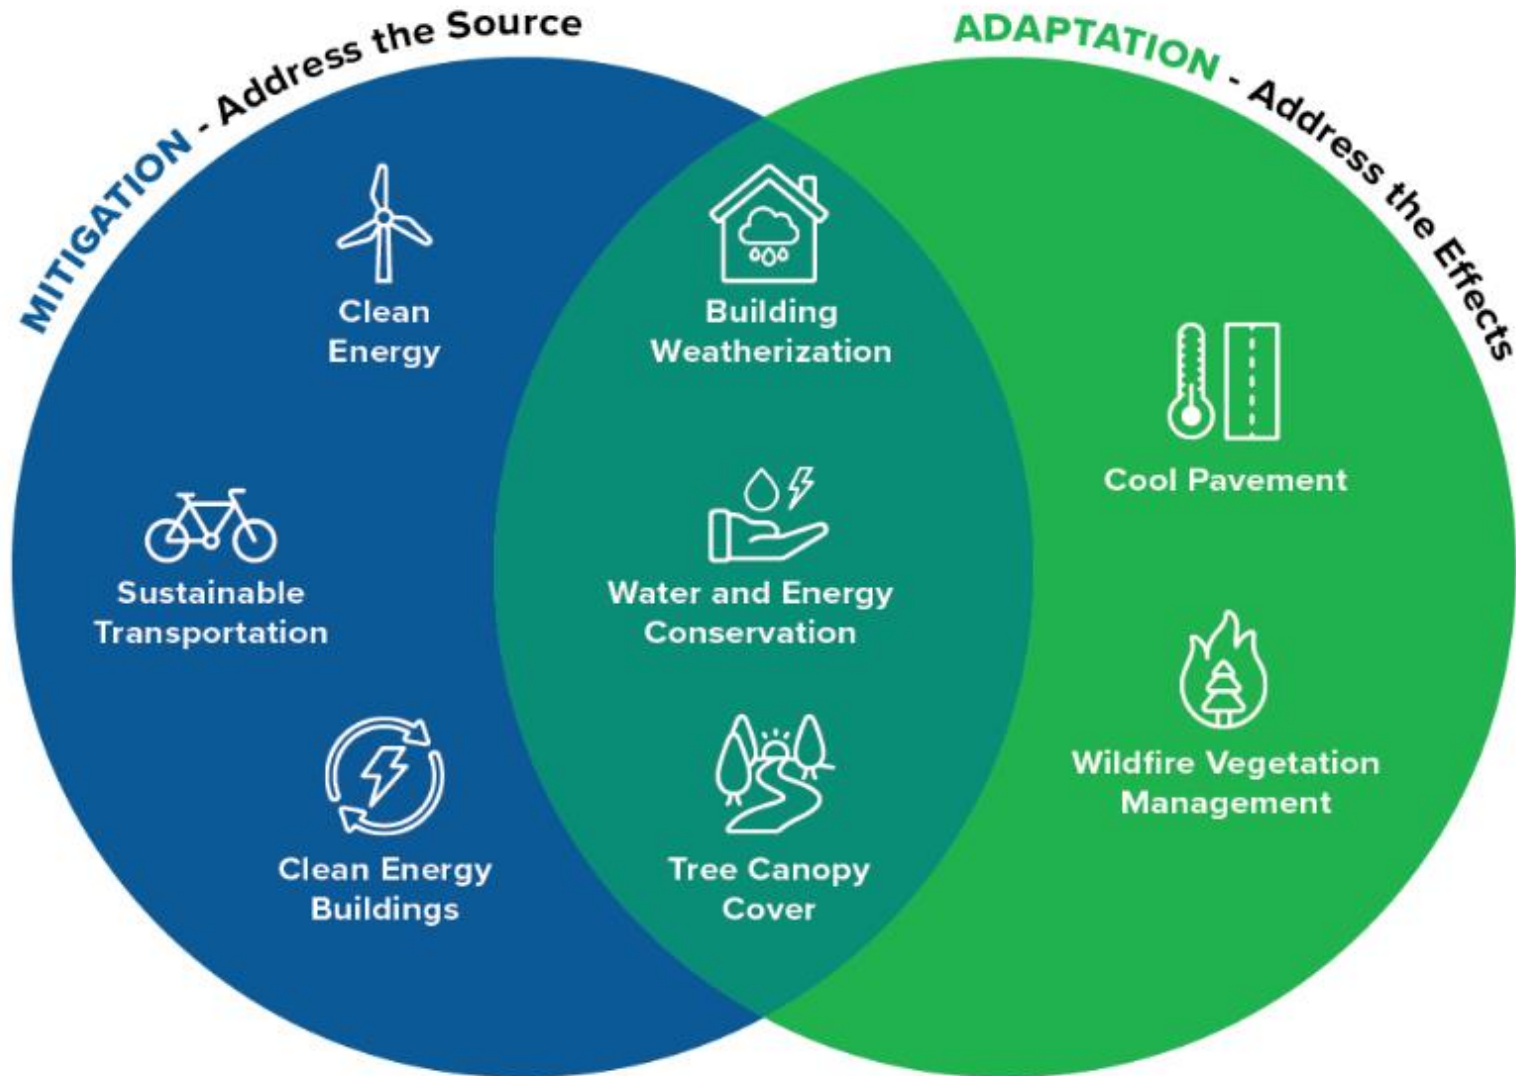 MITIGATION - Address the Source
ADAPTATION - Address the Effects
Clean
Energy
Sustainable
Transportation
Clean Energy
Buildings
Building
Weatherization
Water and Energy
Conservation
Tree Canopy
Cover
Cool Pavement
Wildfire Vegetation
Management